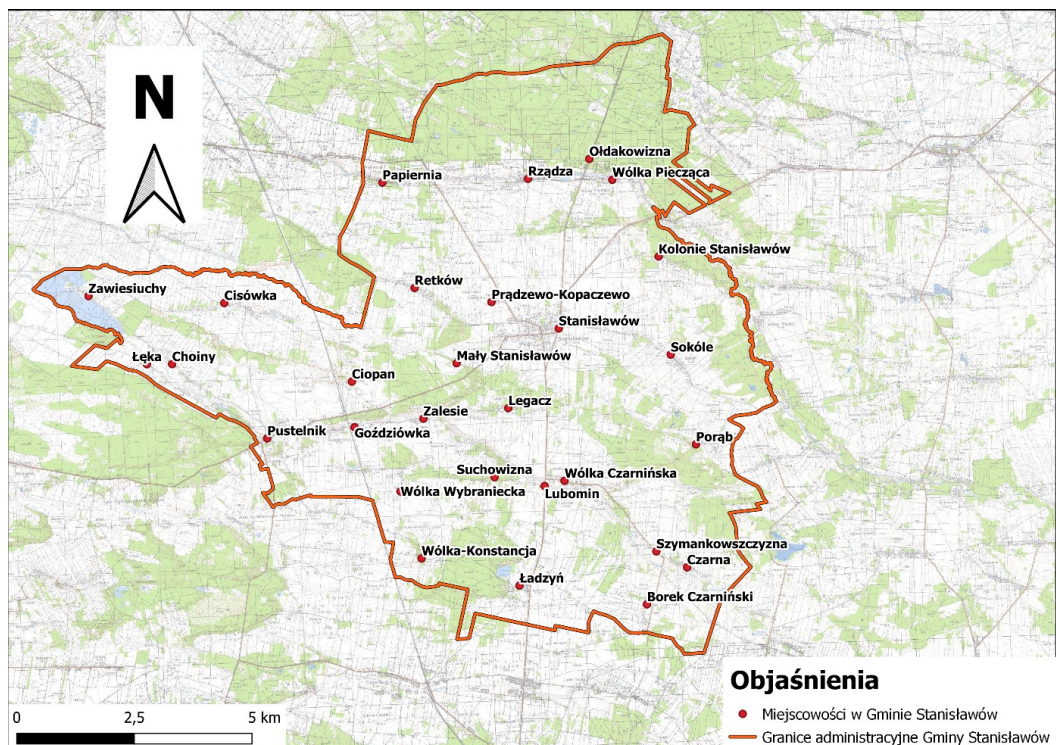 N
Ołdakowizna
Papiernia
Rządza
Wólka Piecząca
Kolonie Stanisławów
Zawiesiuchy
Cisówka
Retków
Prądzewo-Kopaczewo
Stanisławów
Łęka
Choiny
Mały Stanisławów
Sokóle
Ciopan
Legacz
Zalesie
Pustelnik
Goździówka
Porąb
Suchowizna
Wólka Czarnińska
Wólka Wybraniecka
Lubomin
Wólka-Konstancja
Szymankowszczyzna
Czarna
Ładzyń
Borek Czarniński
Objaśnienia
Miejscowości w Gminie Stanisławów
Granice administracyjne Gminy Stanisławów
0 2,5 5 km